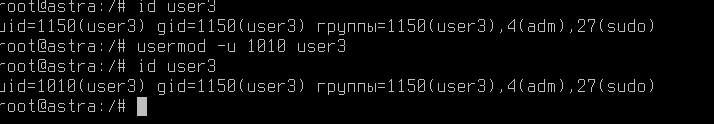 root@astra:/# id user3
uid=1150(user3) gid=1150(user3) группы=1150(user3),4(adm),27(sudo)
root@astra:/# usermod -u 1010 user3
root@astra:/# id user3
uid=1010(user3) gid=1150(user3) группы=1150(user3),4(adm),27(sudo)
root@astra:/#